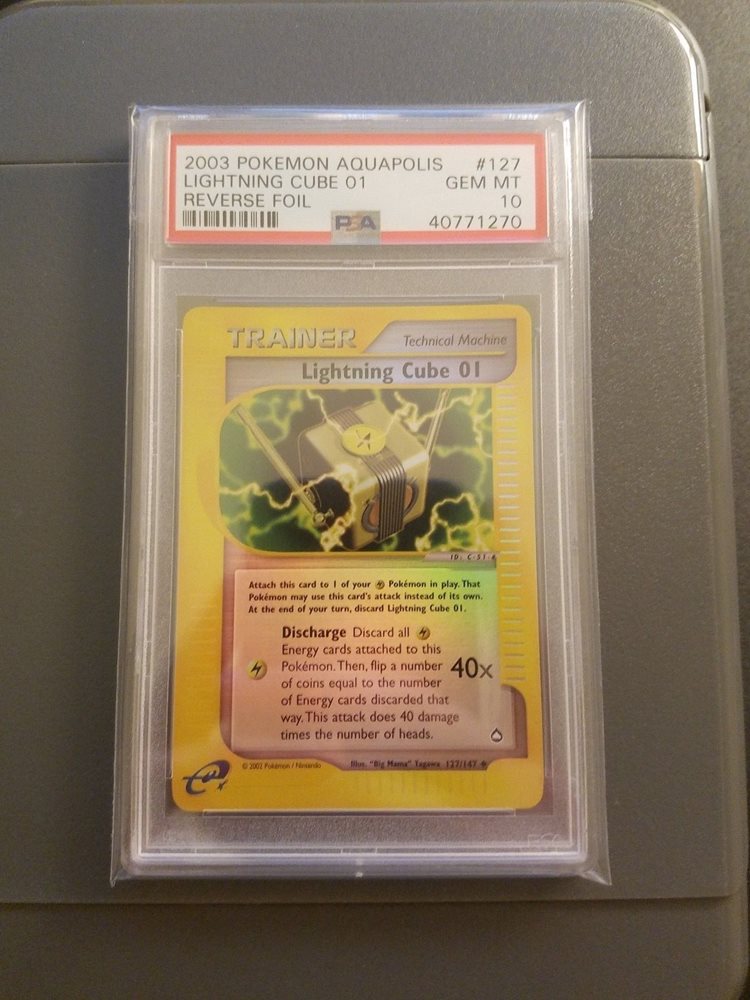 2003 POKEMON AQUAPOLIS #127
LIGHTNING CUBE 01 GEM MT
REVERSE FOIL 10
PSA 40771270
TRAINER Technical Machine
Lightning Cube 01
ID: C-51-#
Attach this card to 1 of your Pokémon in play. That
Pokémon may use this card's attack instead of its own.
At the end of your turn, discard Lightning Cube 01.
Discharge Discard all
Energy cards attached to this
Pokémon. Then, flip a number 40x
of coins equal to the number
of Energy cards discarded that
way. This attack does 40 damage
times the number of heads.
© 2002 Pokémon / Nintendo Illus. "Big Mama" Tagawa 127/147